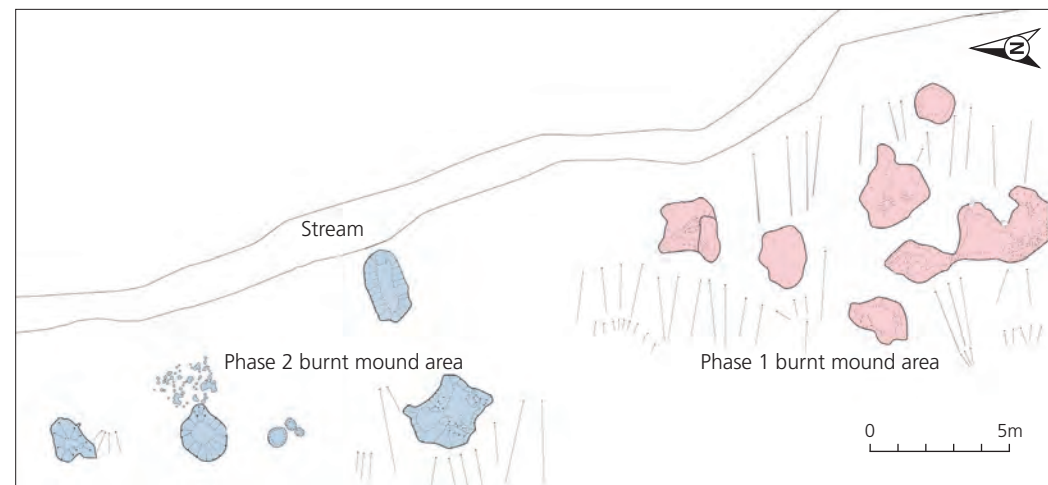 N
Stream
Phase 2 burnt mound area
Phase 1 burnt mound area
0 5m